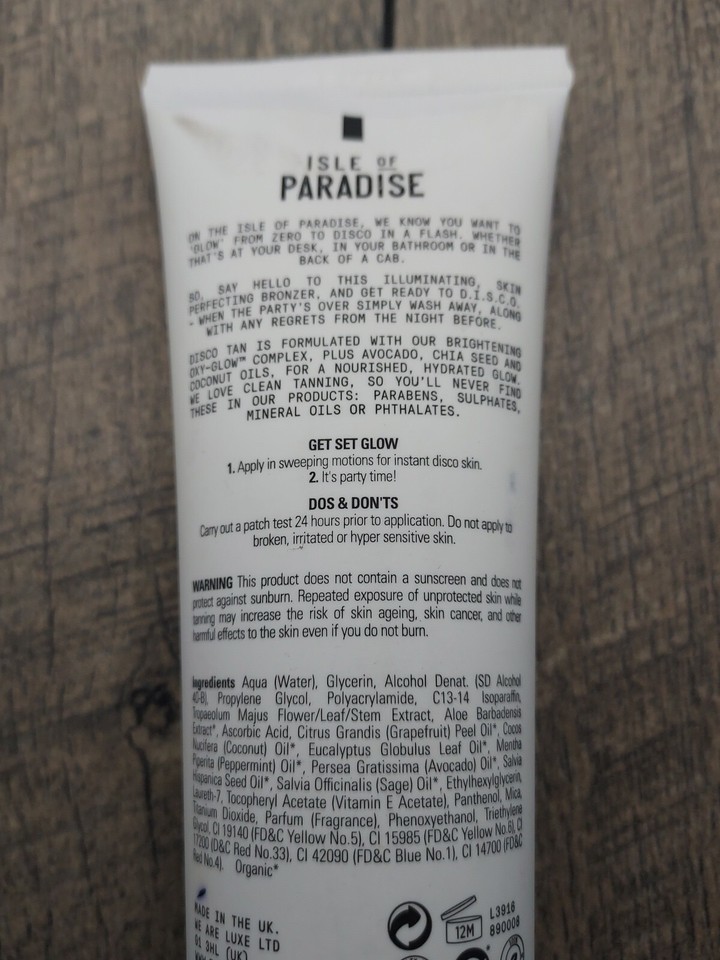 ISLE OF
PARADISE
ON THE ISLE OF PARADISE, WE KNOW YOU WANT TO
'GLOW' FROM ZERO TO DISCO IN A FLASH. WHETHER
THAT'S AT YOUR DESK, IN YOUR BATHROOM OR IN THE
BACK OF A CAB.
SO, SAY HELLO TO THIS ILLUMINATING, SKIN
PERFECTING BRONZER, AND GET READY TO D.I.S.C.O.
- WHEN THE PARTY'S OVER SIMPLY WASH AWAY, ALONG
WITH ANY REGRETS FROM THE NIGHT BEFORE.
DISCO TAN IS FORMULATED WITH OUR BRIGHTENING
OXY-GLOW™ COMPLEX, PLUS AVOCADO, CHIA SEED AND
COCONUT OILS, FOR A NOURISHED, HYDRATED GLOW.
WE LOVE CLEAN TANNING, SO YOU'LL NEVER FIND
THESE IN OUR PRODUCTS: PARABENS, SULPHATES,
MINERAL OILS OR PHTHALATES.
GET SET GLOW
1. Apply in sweeping motions for instant disco skin.
2. It's party time!
DOS & DON'TS
Carry out a patch test 24 hours prior to application. Do not apply to
broken, irritated or hyper sensitive skin.
WARNING This product does not contain a sunscreen and does not
protect against sunburn. Repeated exposure of unprotected skin while
tanning may increase the risk of skin ageing, skin cancer, and other
harmful effects to the skin even if you do not burn.
Ingredients Aqua (Water), Glycerin, Alcohol Denat. (SD Alcohol
40-B), Propylene Glycol, Polyacrylamide, C13-14 Isoparaffin,
Tropaeolum Majus Flower/Leaf/Stem Extract, Aloe Barbadensis
Extract*, Ascorbic Acid, Citrus Grandis (Grapefruit) Peel Oil*, Cocos
Nucifera (Coconut) Oil*, Eucalyptus Globulus Leaf Oil*, Mentha
Piperita (Peppermint) Oil*, Persea Gratissima (Avocado) Oil*, Salvia
Hispanica Seed Oil*, Salvia Officinalis (Sage) Oil*, Ethylhexylglycerin,
Laureth-7, Tocopheryl Acetate (Vitamin E Acetate), Panthenol, Mica,
Titanium Dioxide, Parfum (Fragrance), Phenoxyethanol, Triethylene
Glycol, CI 19140 (FD&C Yellow No.5), CI 15985 (FD&C Yellow No.6), CI
17200 (D&C Red No.33), CI 42090 (FD&C Blue No.1), CI 14700 (FD&C
Red No.4). Organic*
MADE IN THE UK.
WE ARE LUXE LTD
G1 3HL (UK)
12M
L3916
890008